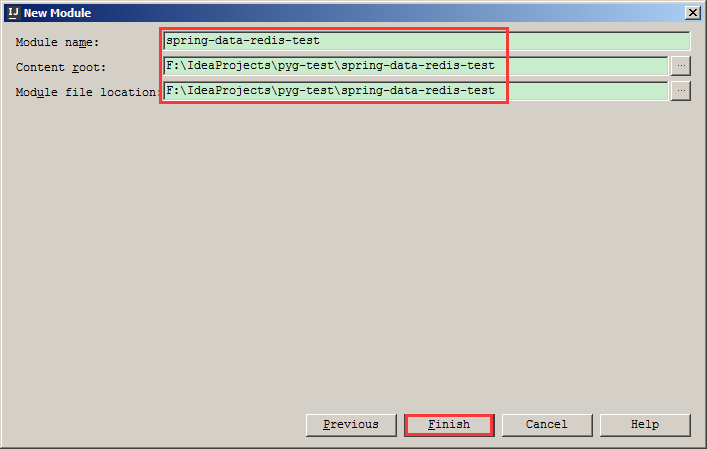 IJ New Module
Module name: spring-data-redis-test
Content root: F:\IdeaProjects\pyg-test\spring-data-redis-test ...
Module file location: F:\IdeaProjects\pyg-test\spring-data-redis-test ...
Previous Finish Cancel Help